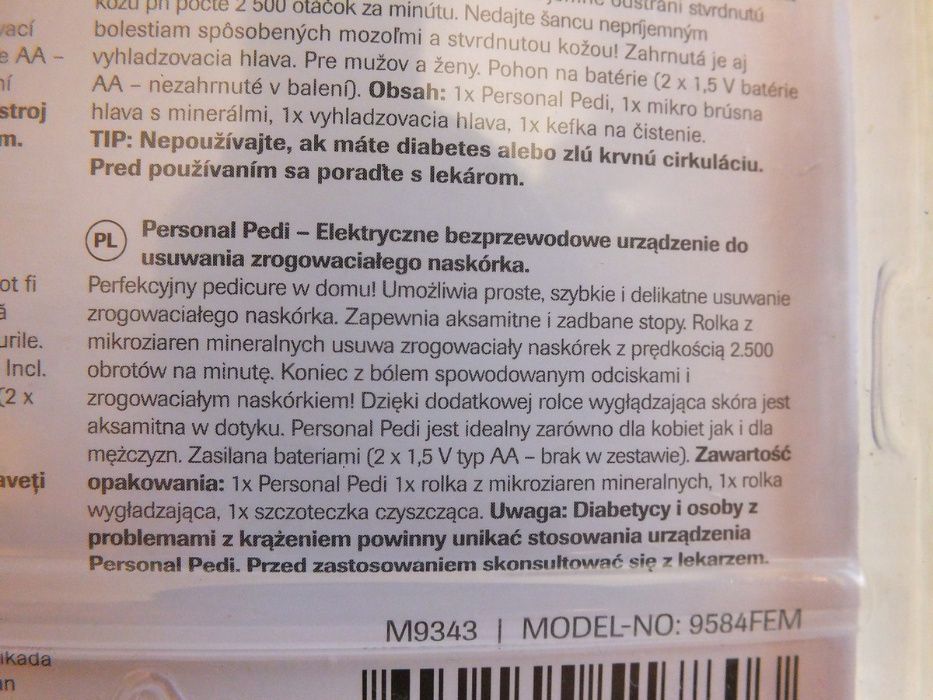 kožu pri počte 2 500 otáčok za minútu. Nedajte šancu nepríjemným
bolestiam spôsobených mozoľmi a stvrdnutou kožou! Zahrnutá je aj
vyhladzovacia hlava. Pre mužov a ženy. Pohon na batérie (2 x 1,5 V batérie
AA – nezahrnuté v balení). Obsah: 1x Personal Pedi, 1x mikro brúsna
hlava s minerálmi, 1x vyhladzovacia hlava, 1x kefka na čistenie.
TIP: Nepoužívajte, ak máte diabetes alebo zlú krvnú cirkuláciu.
Pred používaním sa poraďte s lekárom.
PL Personal Pedi – Elektryczne bezprzewodowe urządzenie do
usuwania zrogowaciałego naskórka.
Perfekcyjny pedicure w domu! Umożliwia proste, szybkie i delikatne usuwanie
zrogowaciałego naskórka. Zapewnia aksamitne i zadbane stopy. Rolka z
mikroziaren mineralnych usuwa zrogowaciały naskórek z prędkością 2.500
obrotów na minutę. Koniec z bólem spowodowanym odciskami i
zrogowaciałym naskórkiem! Dzięki dodatkowej rolce wygłądzająca skóra jest
aksamitna w dotyku. Personal Pedi jest idealny zarówno dla kobiet jak i dla
mężczyzn. Zasilana bateriami (2 x 1,5 V typ AA – brak w zestawie). Zawartość
opakowania: 1x Personal Pedi 1x rolka z mikroziaren mineralnych, 1x rolka
wygładzająca, 1x szczoteczka czyszcząca. Uwaga: Diabetycy i osoby z
problemami z krążeniem powinny unikać stosowania urządzenia
Personal Pedi. Przed zastosowaniem skonsultować się z lekarzem.
M9343 | MODEL-NO: 9584FEM